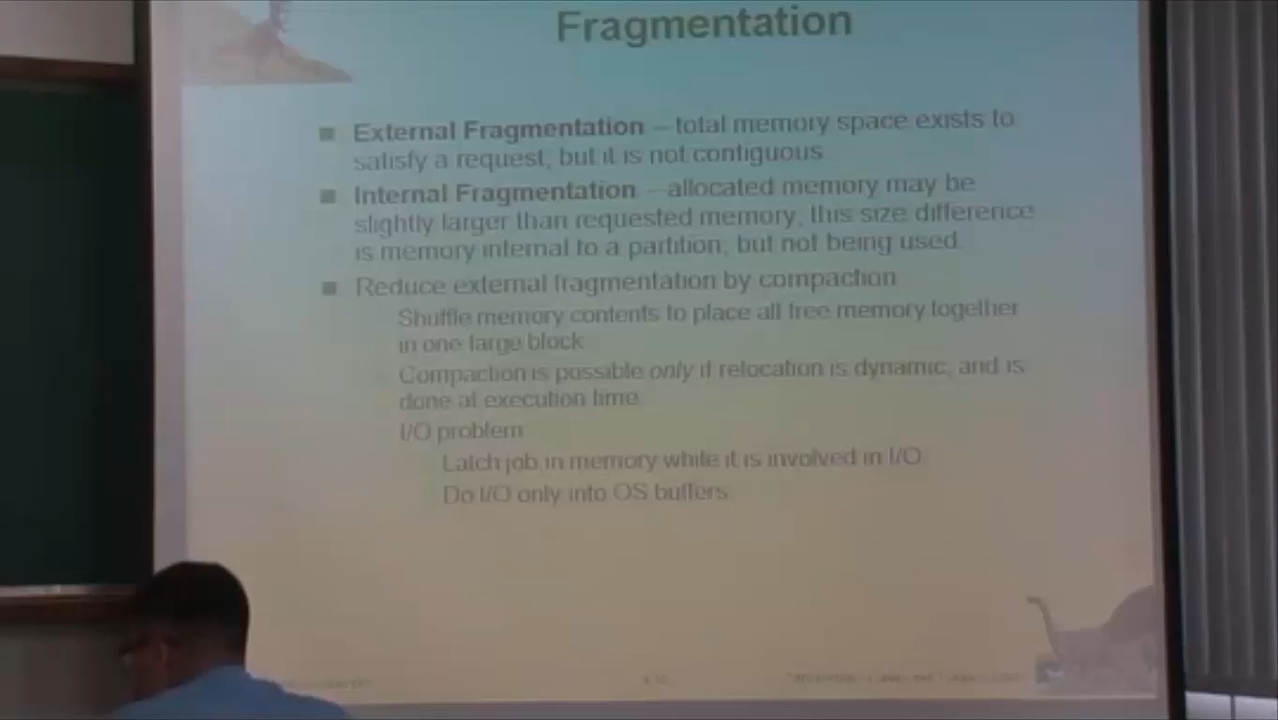 Fragmentation
External Fragmentation – total memory space exists to
satisfy a request, but it is not contiguous
Internal Fragmentation – allocated memory may be
slightly larger than requested memory; this size difference
is memory internal to a partition, but not being used
Reduce external fragmentation by compaction
Shuffle memory contents to place all free memory together
in one large block
Compaction is possible only if relocation is dynamic, and is
done at execution time.
I/O problem
Latch job in memory while it is involved in I/O
Do I/O only into OS buffers.